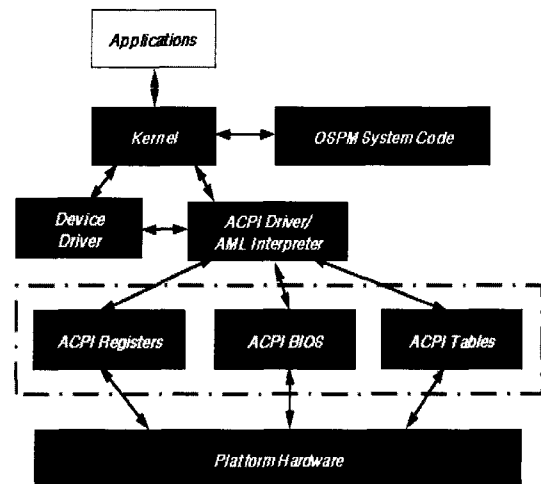 Applications
Kernel
OSPM System Code
Device
Driver
ACPI Driver/
AML Interpreter
ACPI Registers
ACPI BIOS
ACPI Tables
Platform Hardware